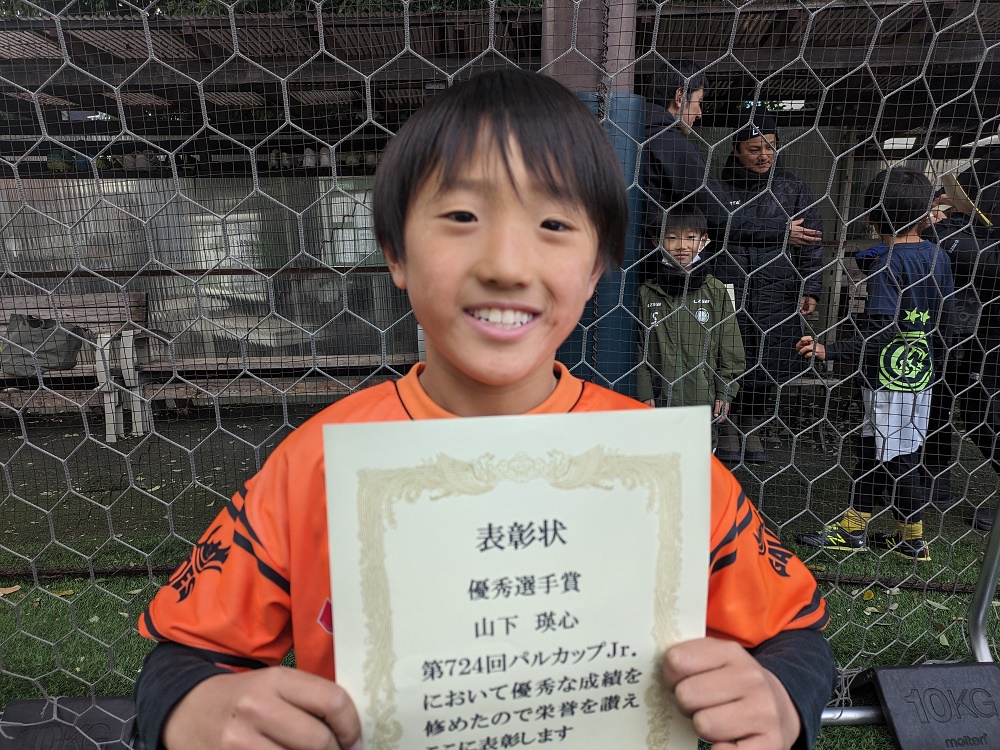 表彰状
優秀選手賞
山下 瑛心
第724回パルカップJr.
において優秀な成績を
修めたので栄誉を讃え
ここに表彰します
10KG
molten